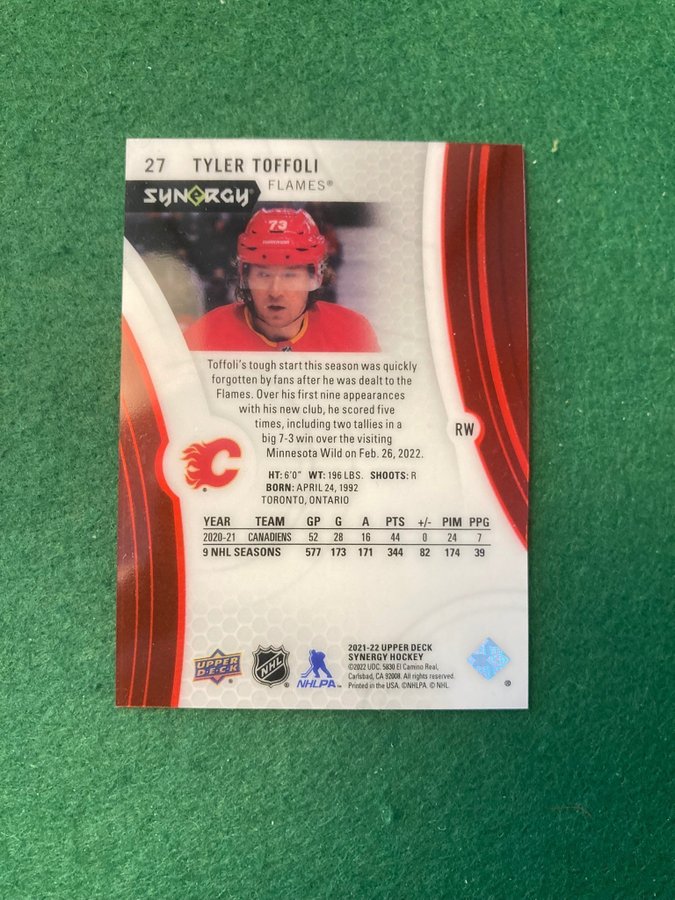 27 TYLER TOFFOLI
SYNERGY FLAMES®
73
WARRIOR
Toffoli's tough start this season was quickly
forgotten by fans after he was dealt to the
Flames. Over his first nine appearances
with his new club, he scored five
times, including two tallies in a
big 7-3 win over the visiting
Minnesota Wild on Feb. 26, 2022.
RW
C
HT: 6'0" WT: 196 LBS. SHOOTS: R
BORN: APRIL 24, 1992
TORONTO, ONTARIO
YEAR TEAM GP G A PTS +/- PIM PPG
2020-21 CANADIENS 52 28 16 44 0 24 7
9 NHL SEASONS 577 173 171 344 82 174 39
UPPER DECK
NHL
NHLPA
2021-22 UPPER DECK
SYNERGY HOCKEY
©2022 UDC. 5830 El Camino Real,
Carlsbad, CA 92008. All rights reserved.
Printed in the USA. ©NHLPA. © NHL